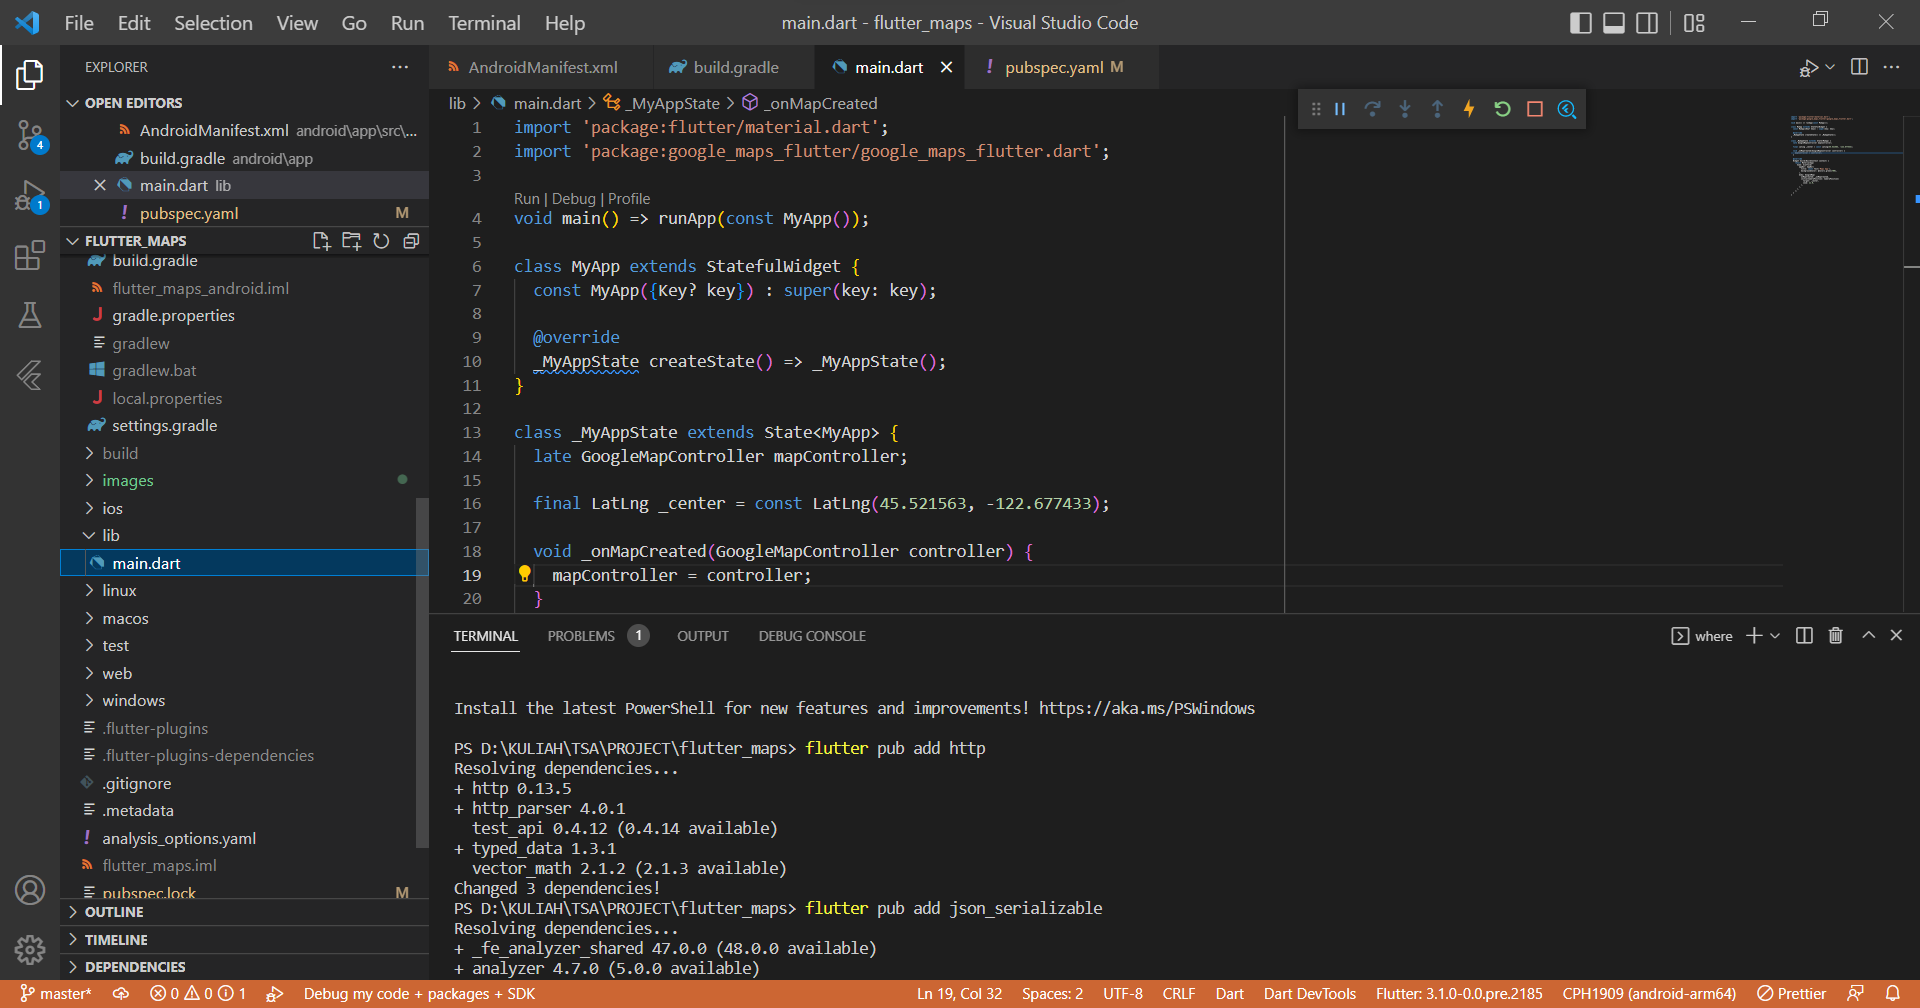 File Edit Selection View Go Run Terminal Help
main.dart - flutter_maps - Visual Studio Code
EXPLORER
OPEN EDITORS
AndroidManifest.xml android\app\src\...
build.gradle android\app
main.dart lib
! pubspec.yaml M
FLUTTER_MAPS
build.gradle
flutter_maps_android.iml
gradle.properties
gradlew
gradlew.bat
local.properties
settings.gradle
build
images
ios
lib
main.dart
linux
macos
test
web
windows
.flutter-plugins
.flutter-plugins-dependencies
.gitignore
.metadata
! analysis_options.yaml
flutter_maps.iml
pubspec.lock M
OUTLINE
TIMELINE
DEPENDENCIES
4
1
AndroidManifest.xml
build.gradle
main.dart
! pubspec.yaml M
lib > main.dart > _MyAppState > _onMapCreated
1 import 'package:flutter/material.dart';
2 import 'package:google_maps_flutter/google_maps_flutter.dart';
3
Run | Debug | Profile
4 void main() => runApp(const MyApp());
5
6 class MyApp extends StatefulWidget {
7 const MyApp({Key? key}) : super(key: key);
8
9 @override
10 _MyAppState createState() => _MyAppState();
11 }
12
13 class _MyAppState extends State<MyApp> {
14 late GoogleMapController mapController;
15
16 final LatLng _center = const LatLng(45.521563, -122.677433);
17
18 void _onMapCreated(GoogleMapController controller) {
19 mapController = controller;
20 }
TERMINAL PROBLEMS 1 OUTPUT DEBUG CONSOLE
where
Install the latest PowerShell for new features and improvements! https://aka.ms/PSWindows
PS D:\KULIAH\TSA\PROJECT\flutter_maps> flutter pub add http
Resolving dependencies...
+ http 0.13.5
+ http_parser 4.0.1
test_api 0.4.12 (0.4.14 available)
+ typed_data 1.3.1
vector_math 2.1.2 (2.1.3 available)
Changed 3 dependencies!
PS D:\KULIAH\TSA\PROJECT\flutter_maps> flutter pub add json_serializable
Resolving dependencies...
+ _fe_analyzer_shared 47.0.0 (48.0.0 available)
+ analyzer 4.7.0 (5.0.0 available)
master* 0 0 1 Debug my code + packages + SDK
Ln 19, Col 32 Spaces: 2 UTF-8 CRLF Dart Dart DevTools Flutter: 3.1.0-0.0.pre.2185 CPH1909 (android-arm64) Prettier